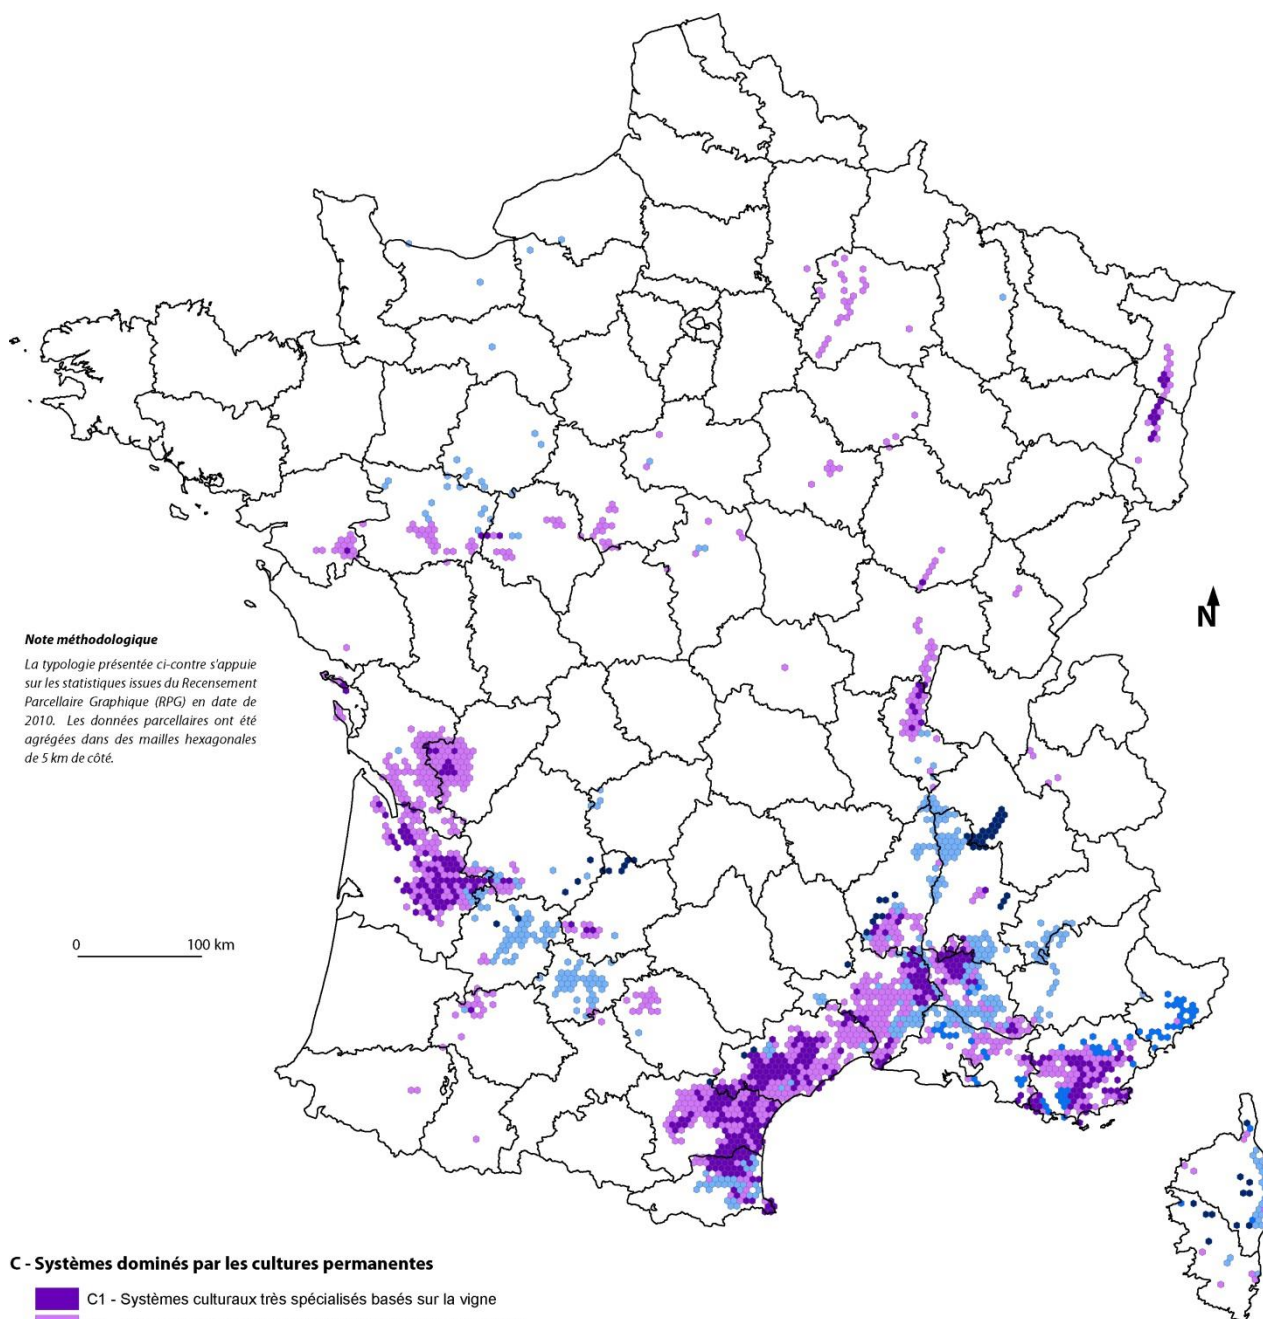 N
Note méthodologique
La typologie présentée ci-contre s'appuie
sur les statistiques issues du Recensement
Parcellaire Graphique (RPG) en date de
2010. Les données parcellaires ont été
agrégées dans des mailles hexagonales
de 5 km de côté.
0 100 km
C - Systèmes dominés par les cultures permanentes
C1 - Systèmes culturaux très spécialisés basés sur la vigne